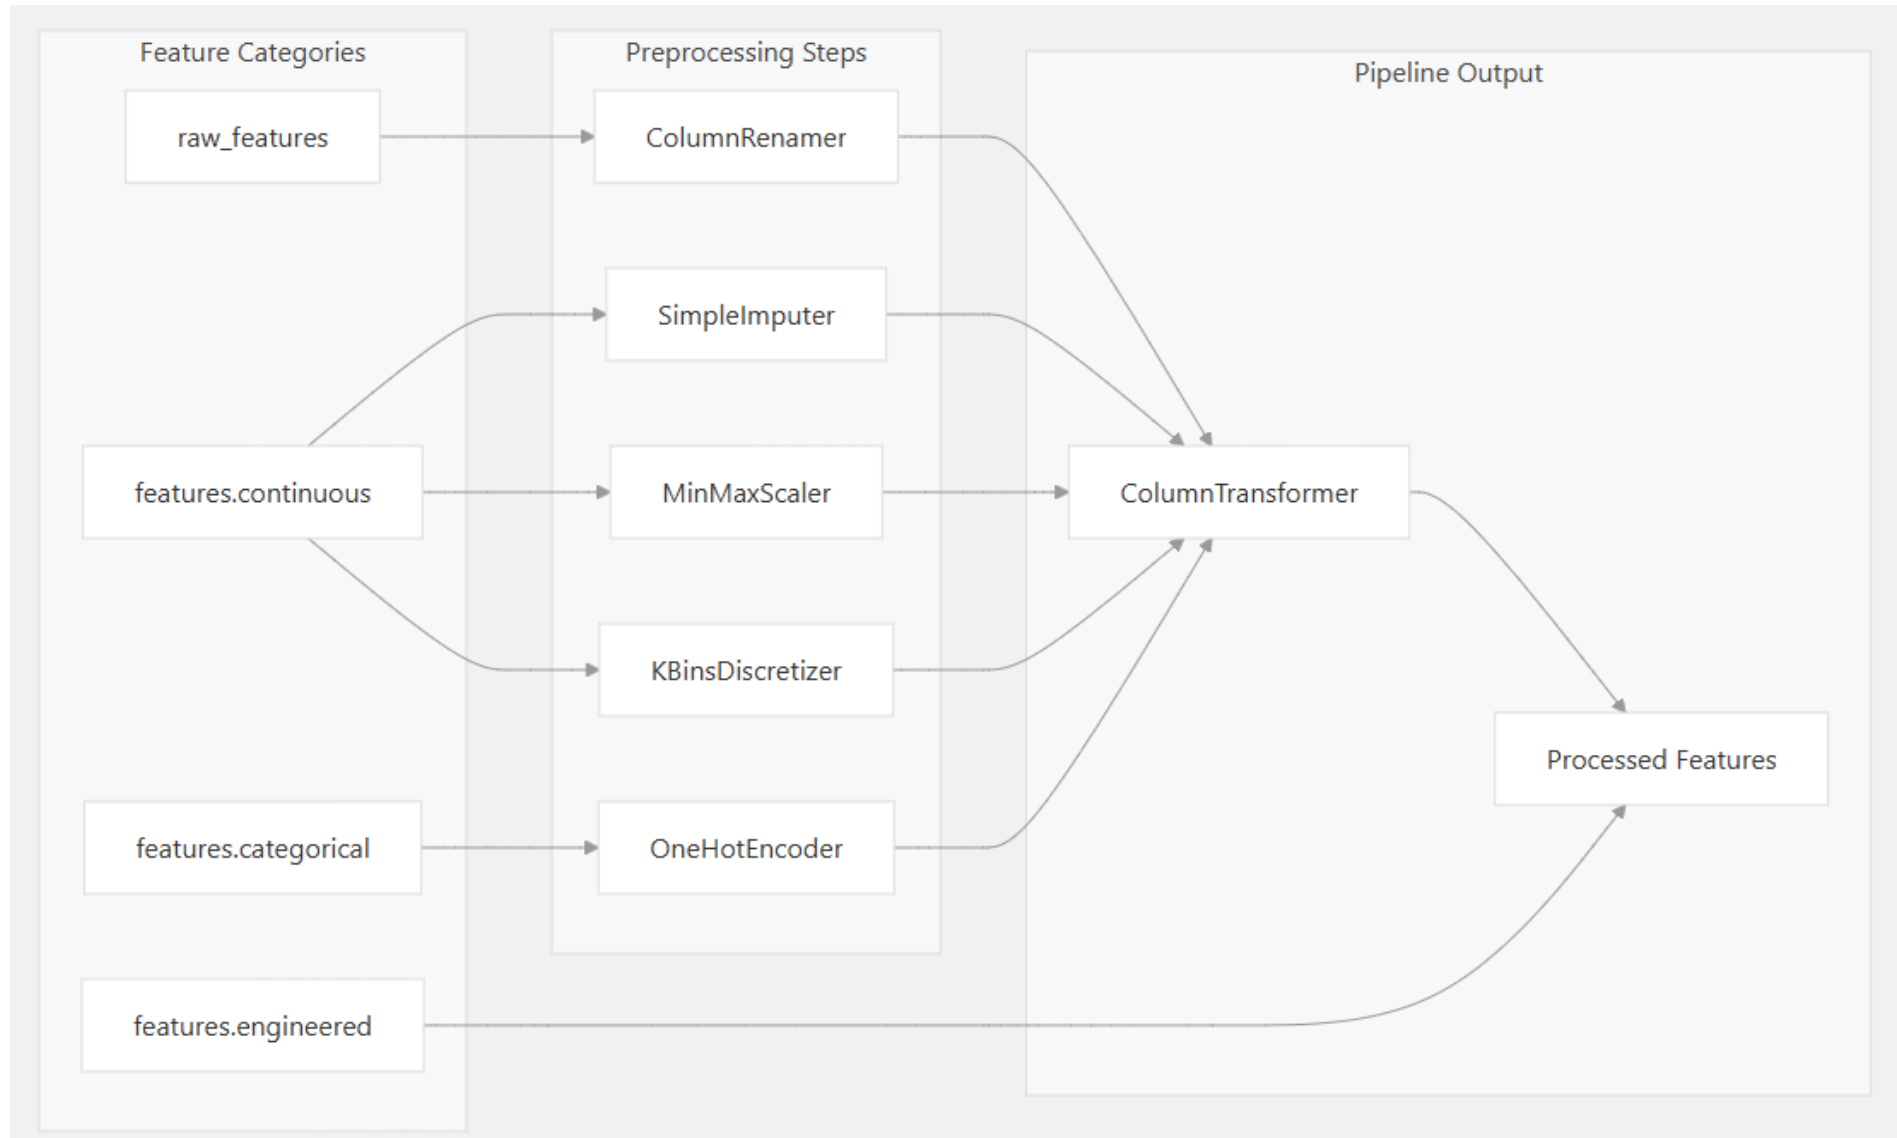 Feature Categories
raw_features
features.continuous
features.categorical
features.engineered
Preprocessing Steps
ColumnRenamer
SimpleImputer
MinMaxScaler
KBinsDiscretizer
OneHotEncoder
Pipeline Output
ColumnTransformer
Processed Features